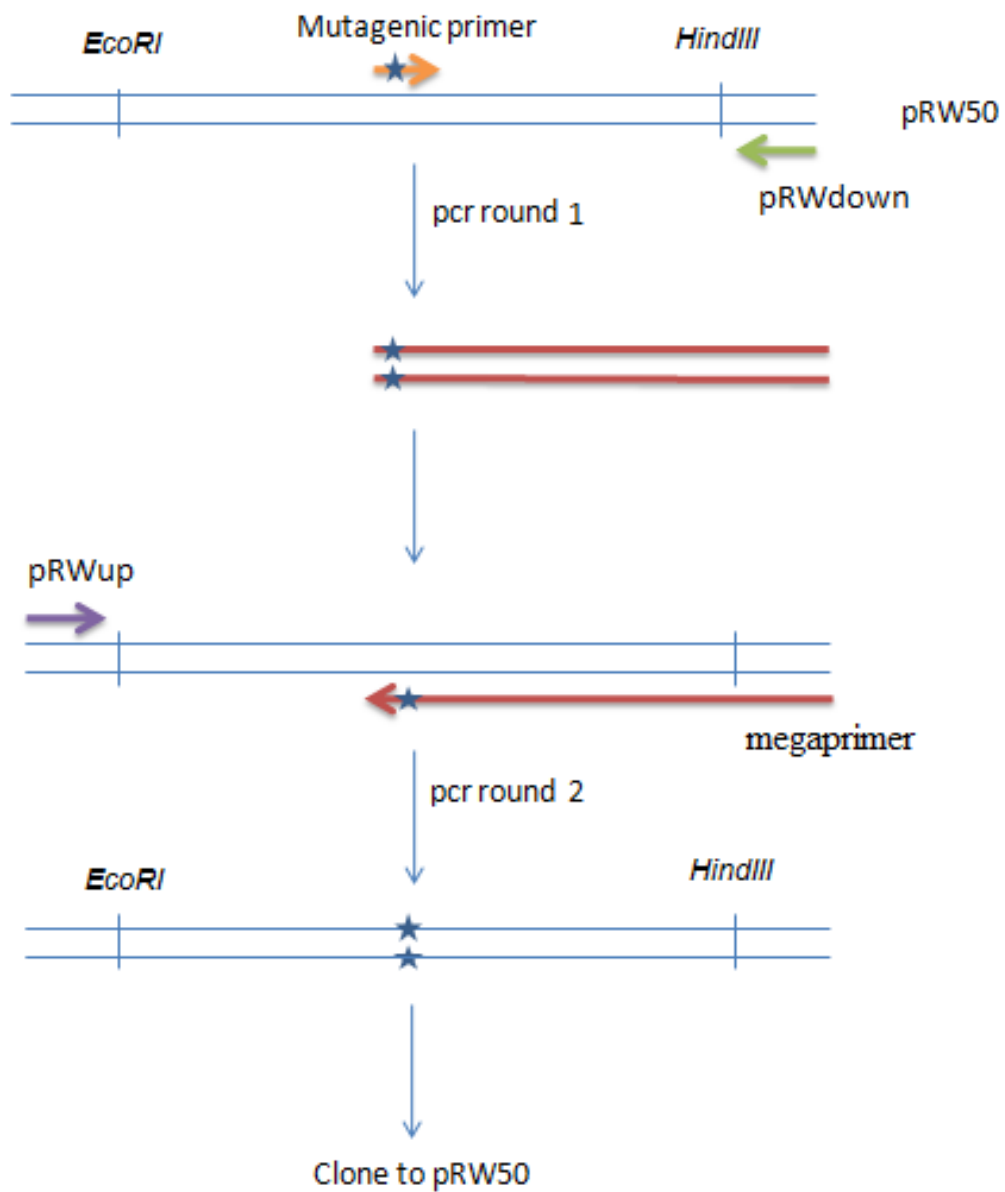 Mutagenic primer
EcoRI
HindIII
pRW50
pRWdown
pcr round 1
pRWup
megaprimer
pcr round 2
EcoRI
HindIII
Clone to pRW50